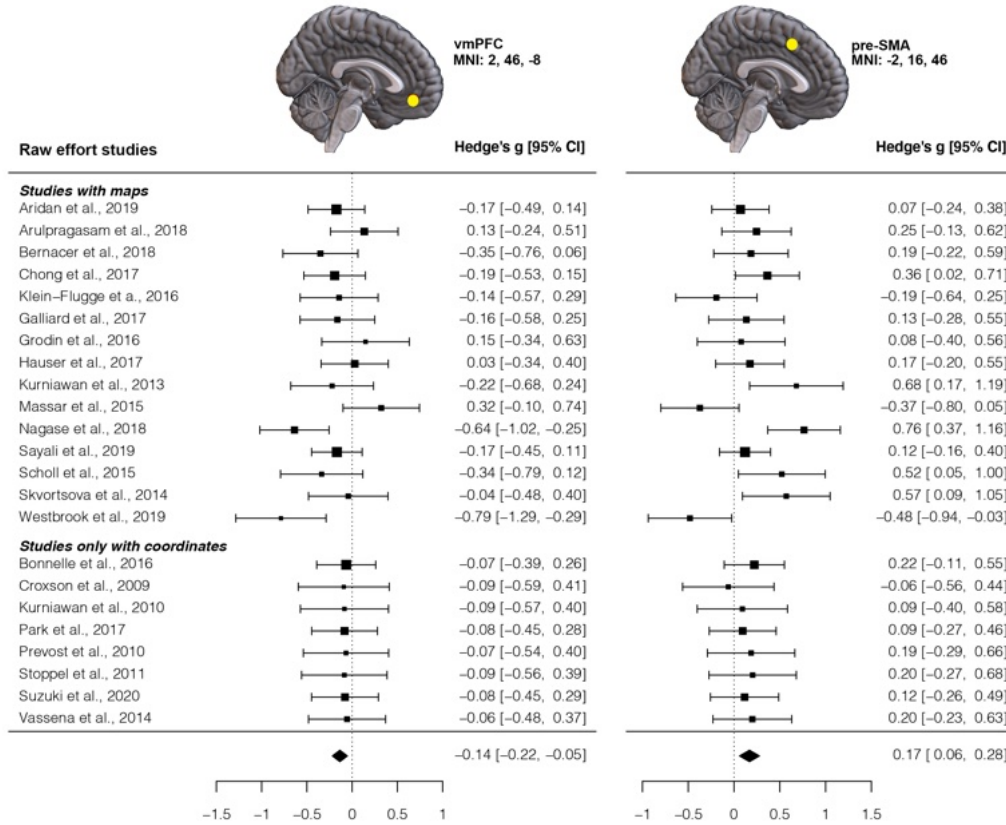 vmPFC pre-SMA
MNI: 2, 46, -8 MNI: -2, 16, 46
Raw effort studies Hedge's g [95% CI] Hedge's g [95% CI]
Studies with maps
Aridan et al., 2019 −0.17 [−0.49, 0.14] 0.07 [−0.24, 0.38]
Arulpragasam et al., 2018 0.13 [−0.24, 0.51] 0.25 [−0.13, 0.62]
Bernacer et al., 2018 −0.35 [−0.76, 0.06] 0.19 [−0.22, 0.59]
Chong et al., 2017 −0.19 [−0.53, 0.15] 0.36 [ 0.02, 0.71]
Klein−Flugge et a., 2016 −0.14 [−0.57, 0.29] −0.19 [−0.64, 0.25]
Galliard et al., 2017 −0.16 [−0.58, 0.25] 0.13 [−0.28, 0.55]
Grodin et al., 2016 0.15 [−0.34, 0.63] 0.08 [−0.40, 0.56]
Hauser et al., 2017 0.03 [−0.34, 0.40] 0.17 [−0.20, 0.55]
Kurniawan et al., 2013 −0.22 [−0.68, 0.24] 0.68 [ 0.17, 1.19]
Massar et al., 2015 0.32 [−0.10, 0.74] −0.37 [−0.80, 0.05]
Nagase et al., 2018 −0.64 [−1.02, −0.25] 0.76 [ 0.37, 1.16]
Sayali et al., 2019 −0.17 [−0.45, 0.11] 0.12 [−0.16, 0.40]
Scholl et al., 2015 −0.34 [−0.79, 0.12] 0.52 [ 0.05, 1.00]
Skvortsova et al., 2014 −0.04 [−0.48, 0.40] 0.57 [ 0.09, 1.05]
Westbrook et al., 2019 −0.79 [−1.29, −0.29] −0.48 [−0.94, −0.03]
Studies only with coordinates
Bonnelle et al., 2016 −0.07 [−0.39, 0.26] 0.22 [−0.11, 0.55]
Croxson et al., 2009 −0.09 [−0.59, 0.41] −0.06 [−0.56, 0.44]
Kurniawan et al., 2010 −0.09 [−0.57, 0.40] 0.09 [−0.40, 0.58]
Park et al., 2017 −0.08 [−0.45, 0.28] 0.09 [−0.27, 0.46]
Prevost et al., 2010 −0.07 [−0.54, 0.40] 0.19 [−0.29, 0.66]
Stoppel et al., 2011 −0.09 [−0.56, 0.39] 0.20 [−0.27, 0.68]
Suzuki et al., 2020 −0.08 [−0.45, 0.29] 0.12 [−0.26, 0.49]
Vassena et al., 2014 −0.06 [−0.48, 0.37] 0.20 [−0.23, 0.63]
−0.14 [−0.22, −0.05] 0.17 [ 0.06, 0.28]
−1.5 −1 −0.5 0 0.5 1 −1 −0.5 0 0.5 1 1.5